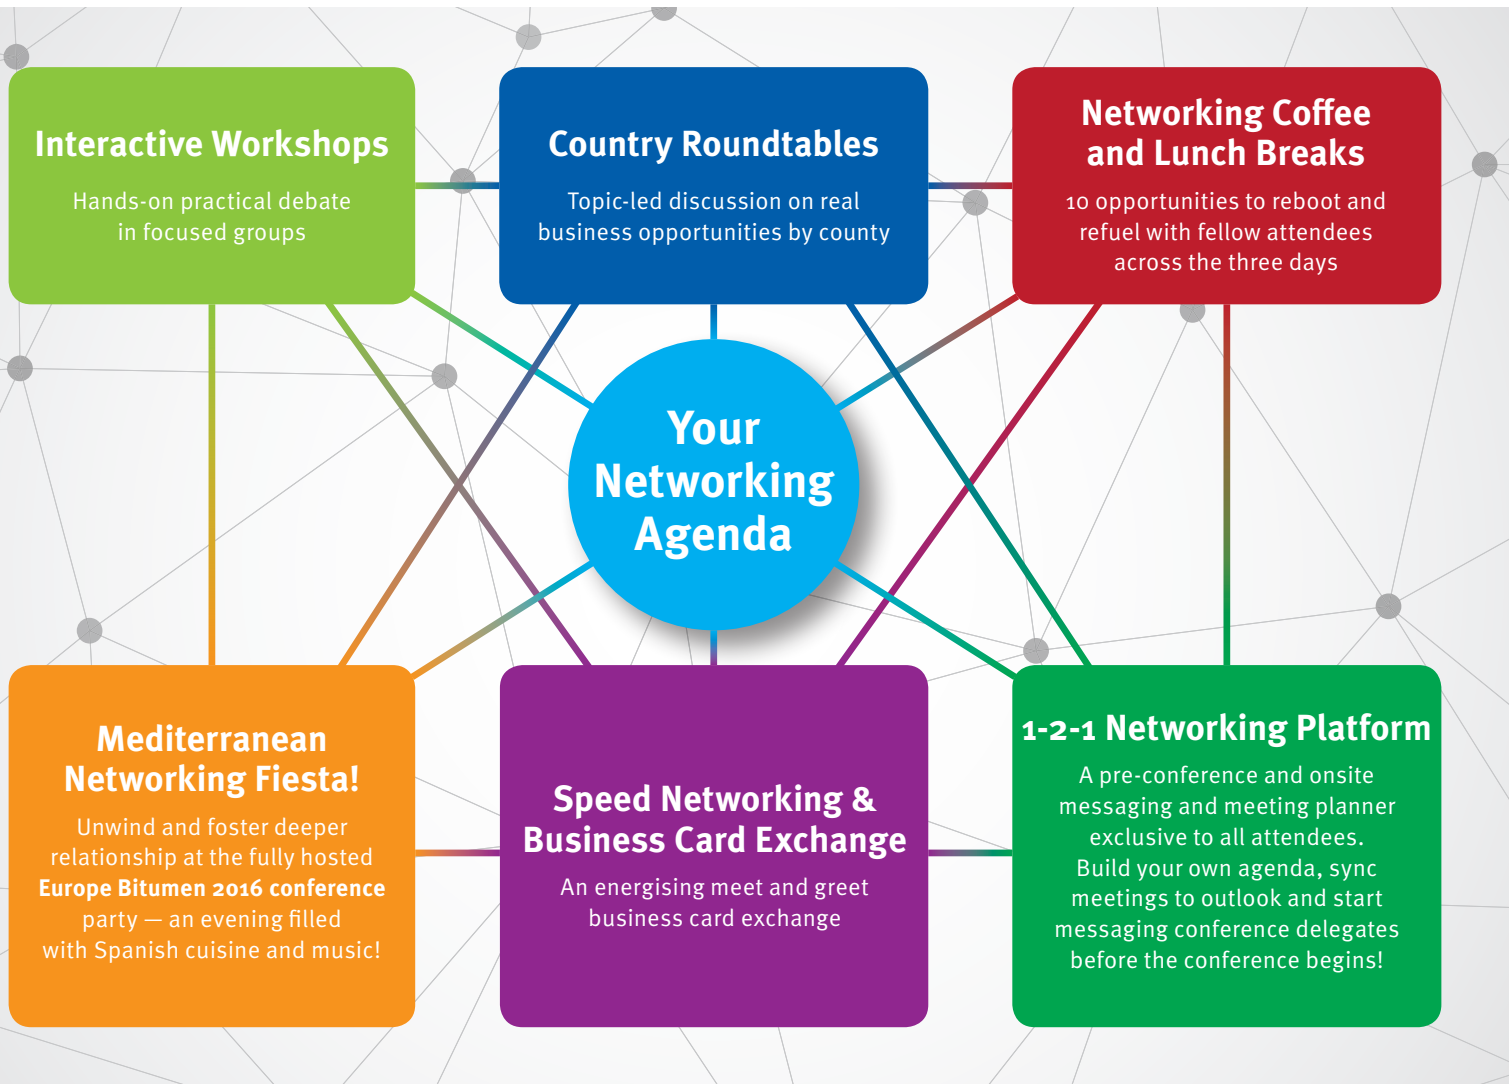 Interactive Workshops
Hands-on practical debate
in focused groups
Country Roundtables
Topic-led discussion on real
business opportunities by county
Networking Coffee
and Lunch Breaks
10 opportunities to reboot and
refuel with fellow attendees
across the three days
Your
Networking
Agenda
Mediterranean
Networking Fiesta!
Unwind and foster deeper
relationship at the fully hosted
Europe Bitumen 2016 conference
party — an evening filled
with Spanish cuisine and music!
Speed Networking &
Business Card Exchange
An energising meet and greet
business card exchange
1-2-1 Networking Platform
A pre-conference and onsite
messaging and meeting planner
exclusive to all attendees.
Build your own agenda, sync
meetings to outlook and start
messaging conference delegates
before the conference begins!